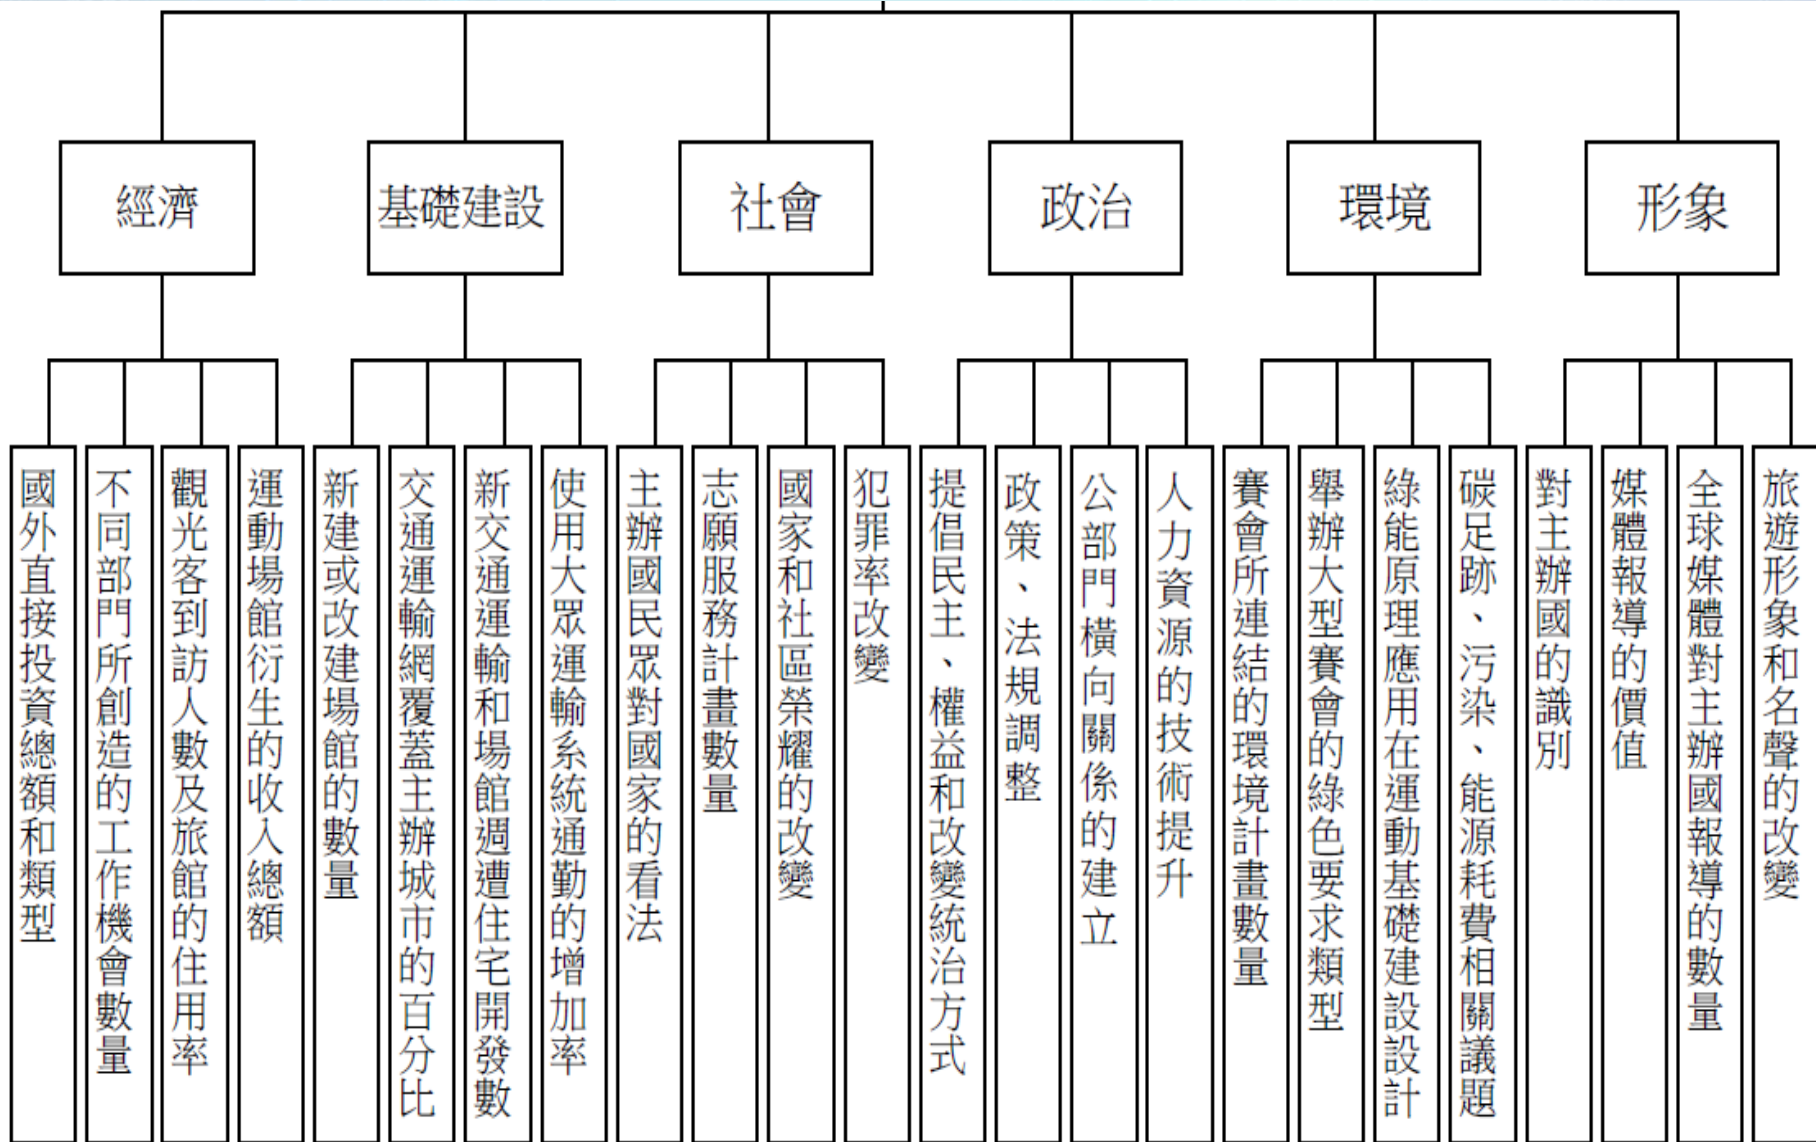 經濟
基礎建設
社會
政治
環境
形象
國外直接投資總額和類型
不同部門所創造的工作機會數量
觀光客到訪人數及旅館的住用率
運動場館衍生的收入總額
新建或改建場館的數量
交通運輸網覆蓋主辦城市的百分比
新交通運輸和場館週遭住宅開發數
使用大眾運輸系統通勤的增加率
主辦國民眾對國家的看法
志願服務計畫數量
國家和社區榮耀的改變
犯罪率改變
提倡民主、權益和改變統治方式
政策、法規調整
公部門橫向關係的建立
人力資源的技術提升
賽會所連結的環境計畫數量
舉辦大型賽會的綠色要求類型
綠能原理應用在運動基礎建設設計
碳足跡、污染、能源耗費相關議題
對主辦國的識別
媒體報導的價值
全球媒體對主辦國報導的數量
旅遊形象和名聲的改變